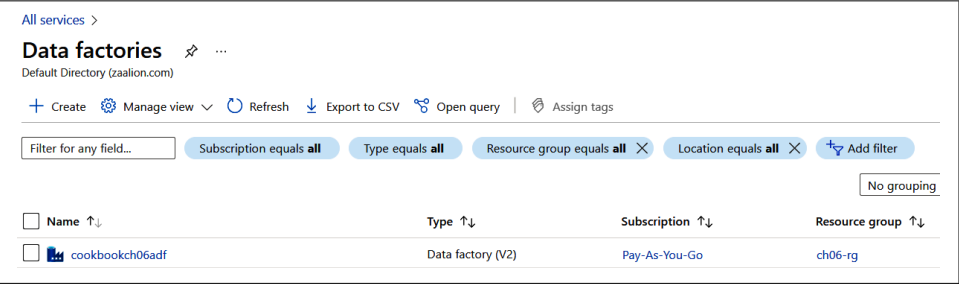 All services >
Data factories ...
Default Directory (zaalion.com)
+ Create Manage view Refresh Export to CSV Open query Assign tags
Filter for any field... Subscription equals all Type equals all Resource group equals all Location equals all Add filter
No grouping
Name ↑↓ Type ↑↓ Subscription ↑↓ Resource group ↑↓
cookbookch06adf Data factory (V2) Pay-As-You-Go ch06-rg